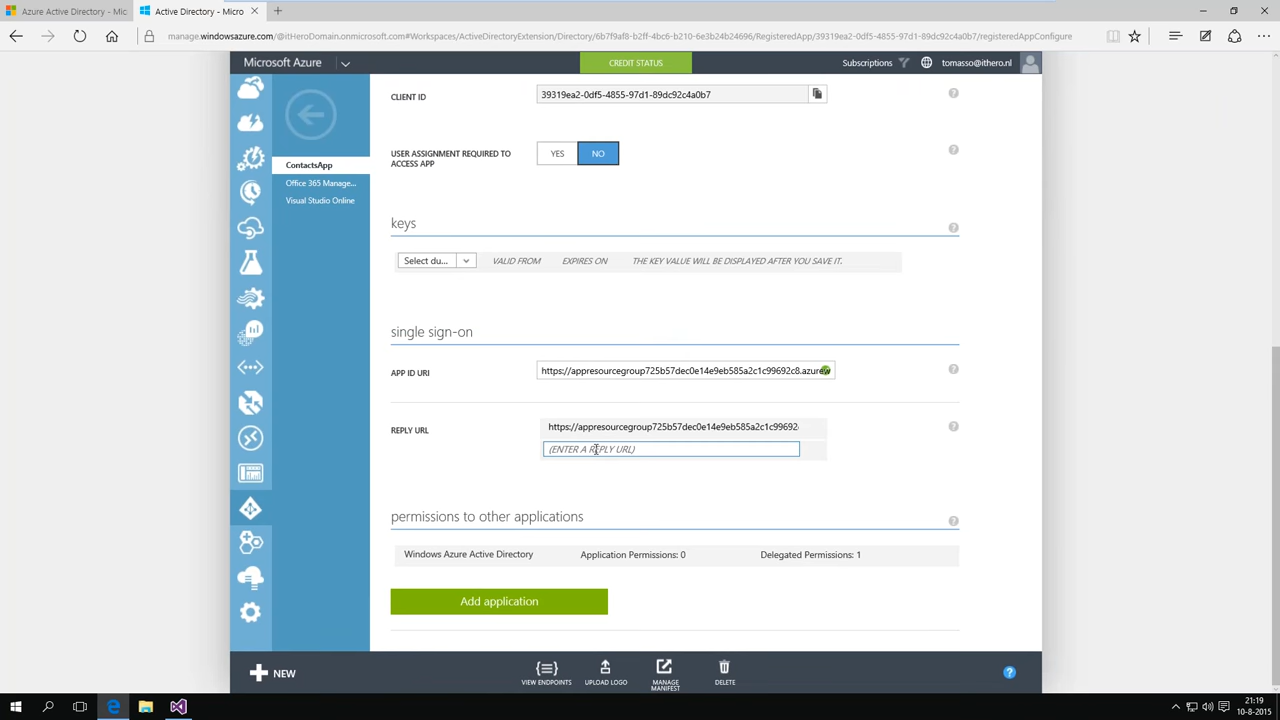 Azure Active Directory - Mic
Active Directory - Micro
manage.windowsazure.com/@itHeroDomain.onmicrosoft.com#Workspaces/ActiveDirectoryExtension/Directory/6b7f9af8-b2ff-4bc6-b210-6e3b24b24696/RegisteredApp/39319ea2-0df5-4855-97d1-89dc92c4a0b7/registeredAppConfigure
Microsoft Azure
CREDIT STATUS
Subscriptions
tomasso@ithero.nl
CLIENT ID
39319ea2-0df5-4855-97d1-89dc92c4a0b7
USER ASSIGNMENT REQUIRED TO
ACCESS APP
YES
NO
ContactsApp
Office 365 Manage...
Visual Studio Online
keys
Select du...
VALID FROM
EXPIRES ON
THE KEY VALUE WILL BE DISPLAYED AFTER YOU SAVE IT.
single sign-on
APP ID URI
https://appresourcegroup725b57dec0e14e9eb585a2c1c99692c8.azurew
REPLY URL
https://appresourcegroup725b57dec0e14e9eb585a2c1c99692
(ENTER A REPLY URL)
permissions to other applications
Windows Azure Active Directory
Application Permissions: 0
Delegated Permissions: 1
Add application
NEW
VIEW ENDPOINTS
UPLOAD LOGO
MANAGE
MANIFEST
DELETE
21:19
10-8-2015